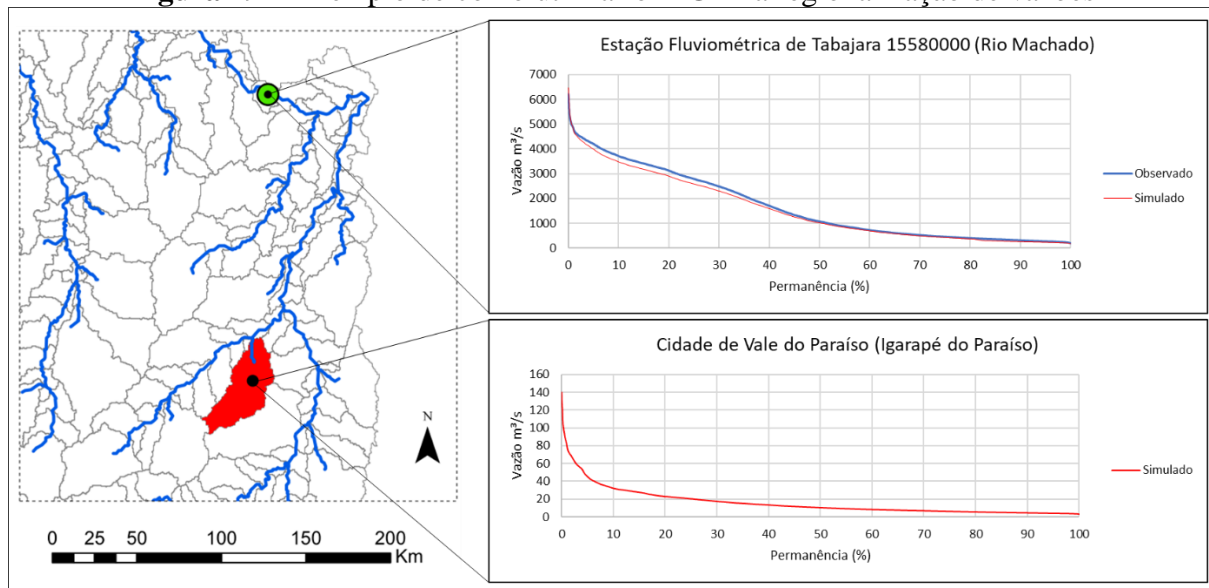 N
0 25 50 100 150 200
Km
Estação Fluviométrica de Tabajara 15580000 (Rio Machado)
Vazão m³/s
7000
6000
5000
4000
3000
2000
1000
0
0 10 20 30 40 50 60 70 80 90 100
Permanência (%)
Observado
Simulado
Cidade de Vale do Paraíso (Igarapé do Paraíso)
Vazão m³/s
160
140
120
100
80
60
40
20
0
0 10 20 30 40 50 60 70 80 90 100
Permanência (%)
Simulado